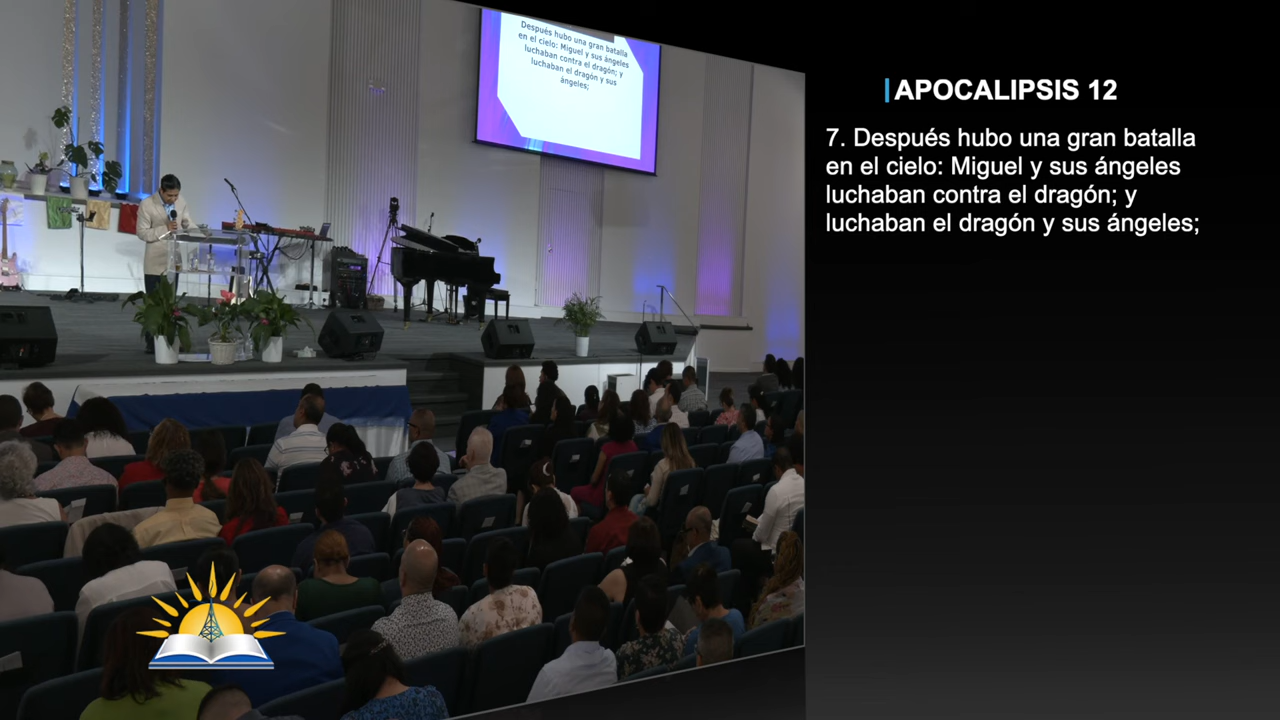 Después hubo una gran batalla
en el cielo: Miguel y sus ángeles
luchaban contra el dragón; y
luchaban el dragón y sus
ángeles;
APOCALIPSIS 12
7. Después hubo una gran batalla
en el cielo: Miguel y sus ángeles
luchaban contra el dragón; y
luchaban el dragón y sus ángeles;